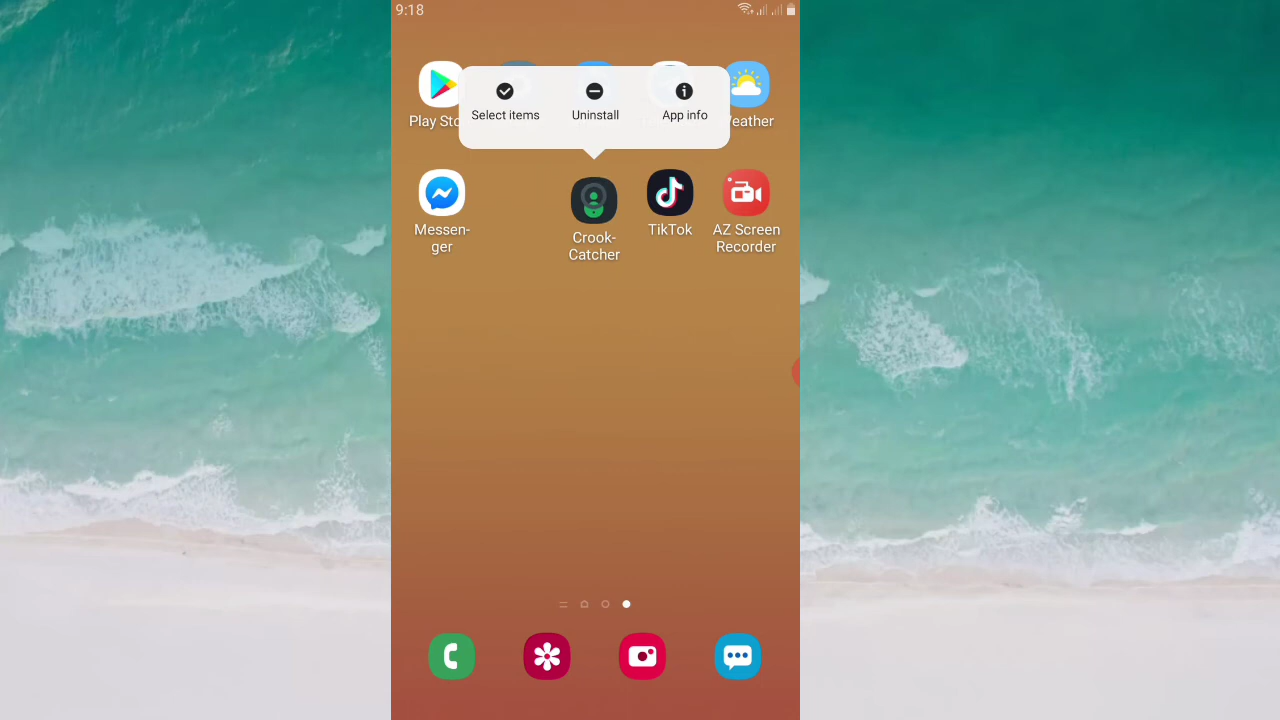 9:18
Select items
Uninstall
App info
Play Sto
eather
Messen-
ger
Crook-
Catcher
TikTok
AZ Screen
Recorder